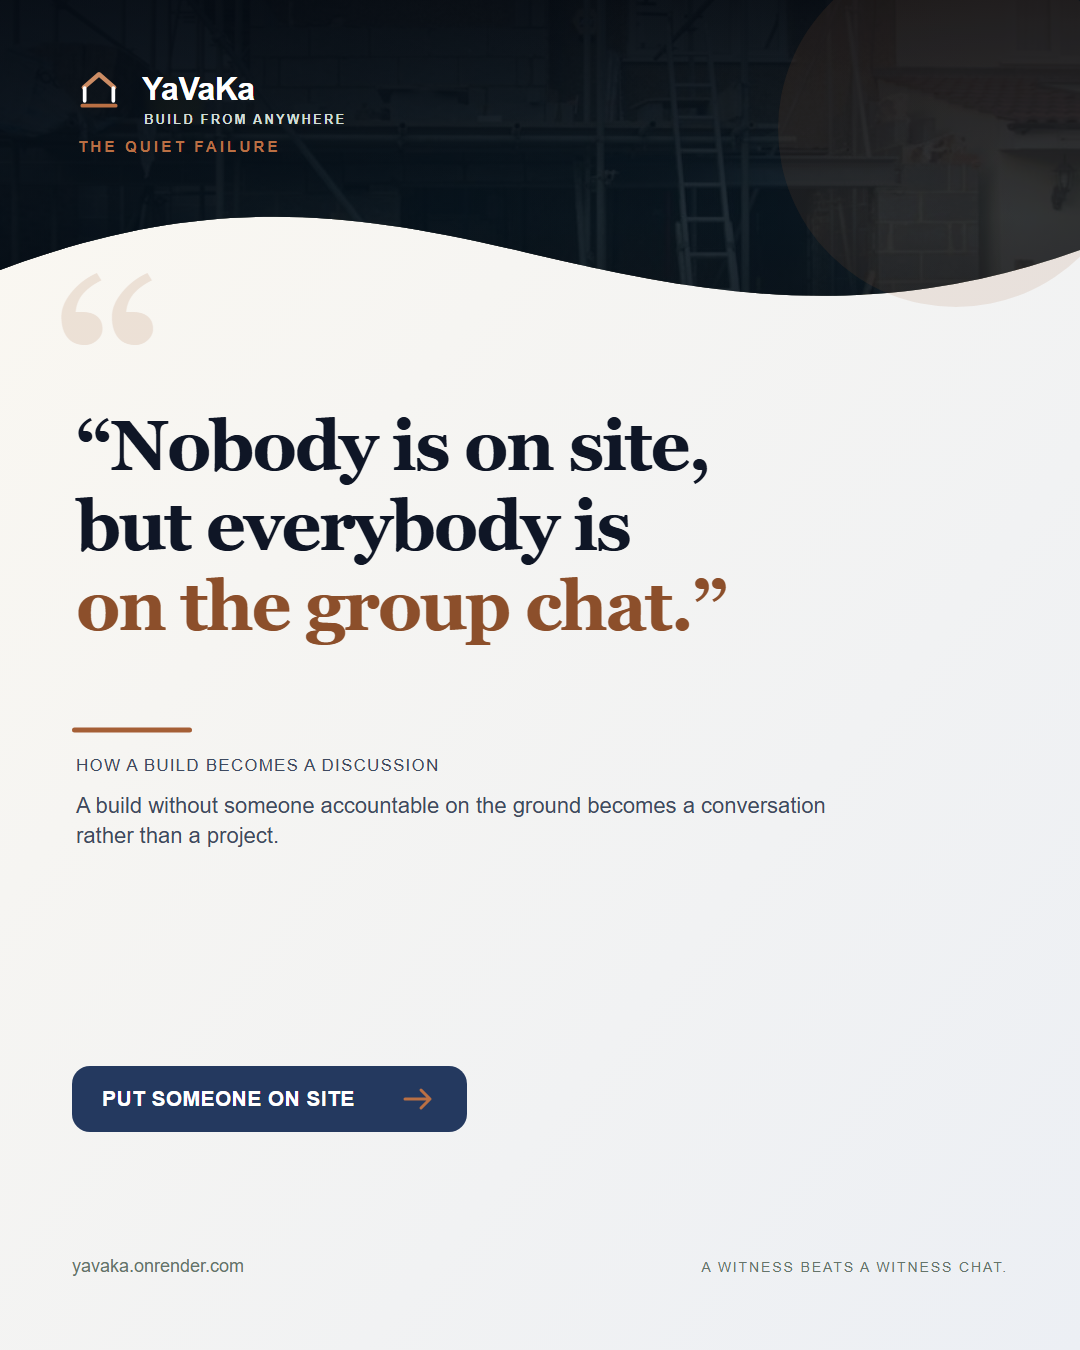 YaVaKa
BUILD FROM ANYWHERE
THE QUIET FAILURE
“Nobody is on site,
but everybody is
on the group chat.”
HOW A BUILD BECOMES A DISCUSSION
A build without someone accountable on the ground becomes a conversation
rather than a project.
PUT SOMEONE ON SITE
yavaka.onrender.com
A WITNESS BEATS A WITNESS CHAT.